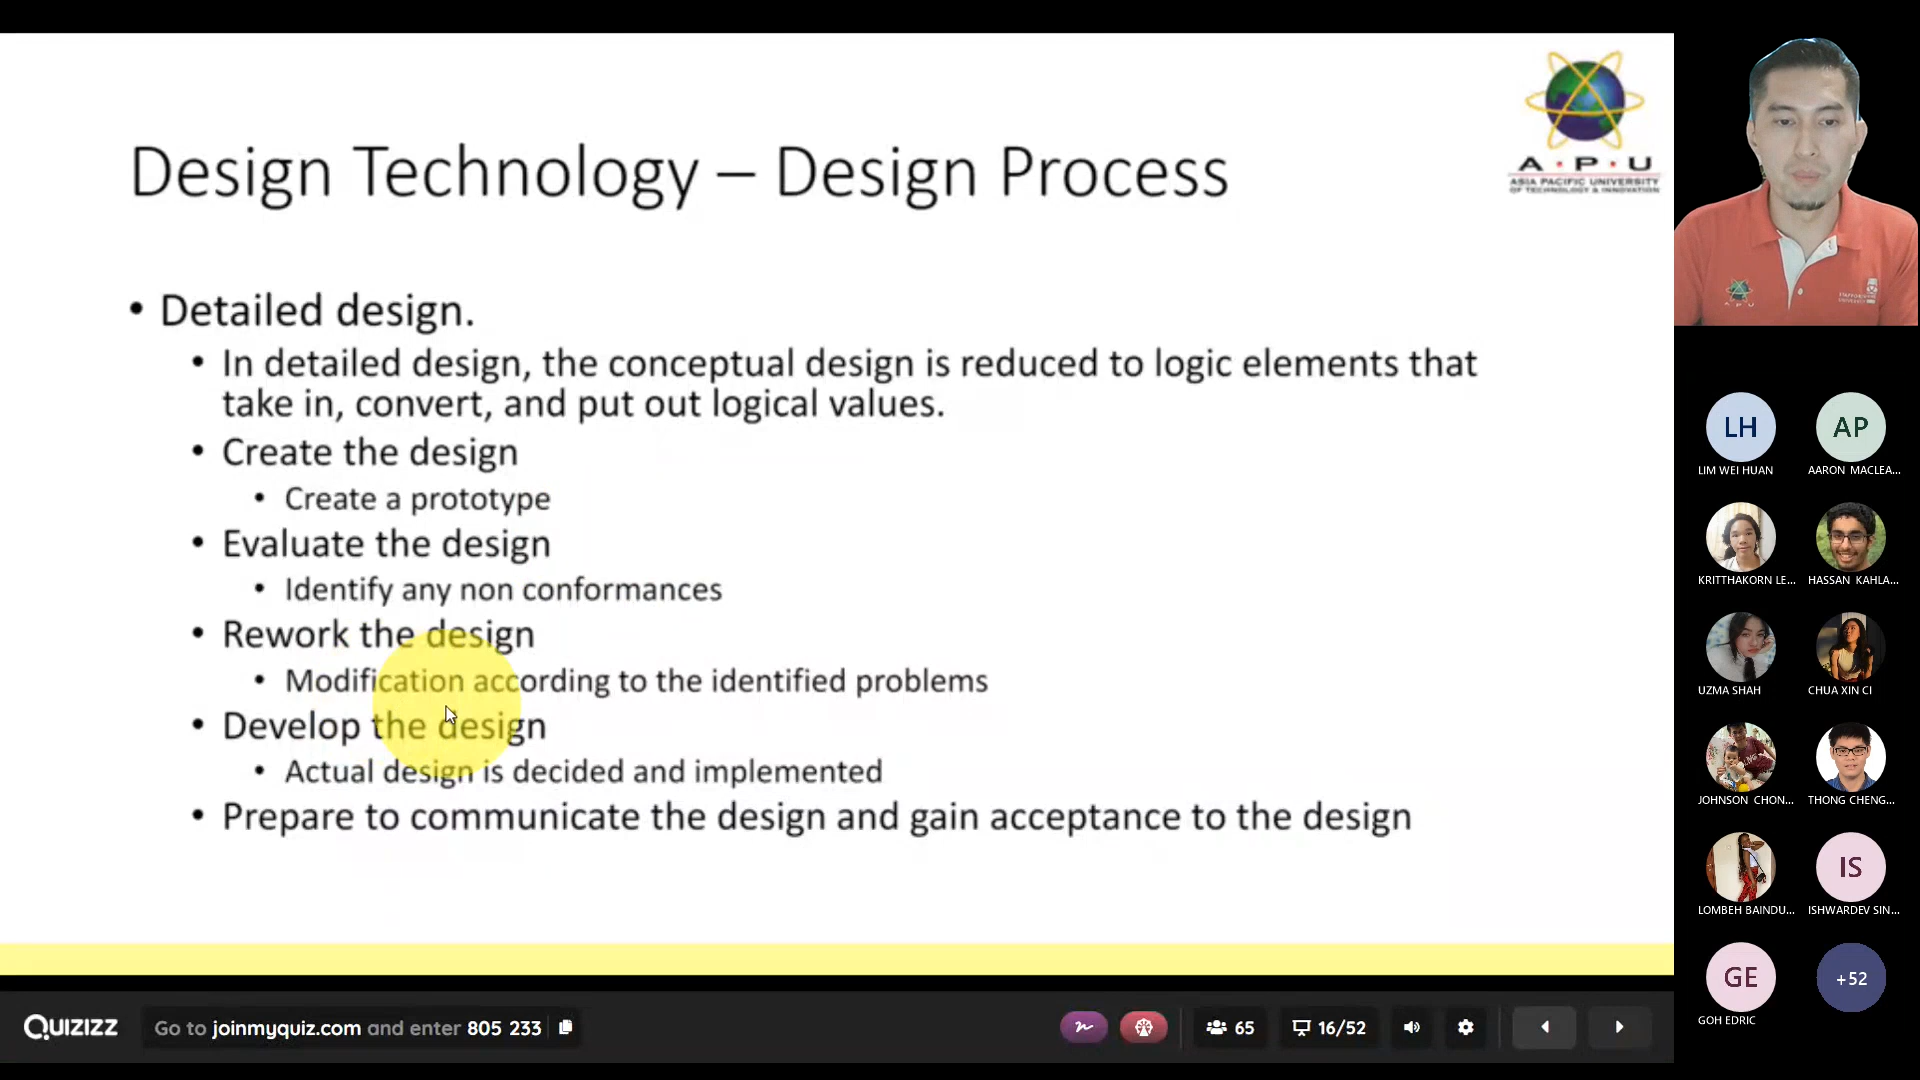 A·P·U
ASIA PACIFIC UNIVERSITY
OF TECHNOLOGY & INNOVATION
Design Technology – Design Process
• Detailed design.
• In detailed design, the conceptual design is reduced to logic elements that
take in, convert, and put out logical values.
• Create the design
• Create a prototype
• Evaluate the design
• Identify any non conformances
• Rework the design
• Modification according to the identified problems
• Develop the design
• Actual design is decided and implemented
• Prepare to communicate the design and gain acceptance to the design
LH
LIM WEI HUAN
AP
AARON MACLEA...
KRITTHAKORN LE...
HASSAN KAHLA...
UZMA SHAH
CHUA XIN CI
JOHNSON CHON...
THONG CHENG...
LOMBEH BAINDU...
IS
ISHWARDEV SIN...
GE
GOH EDRIC
+52
QUIZIZZ
Go to joinmyquiz.com and enter 805 233
65
16/52